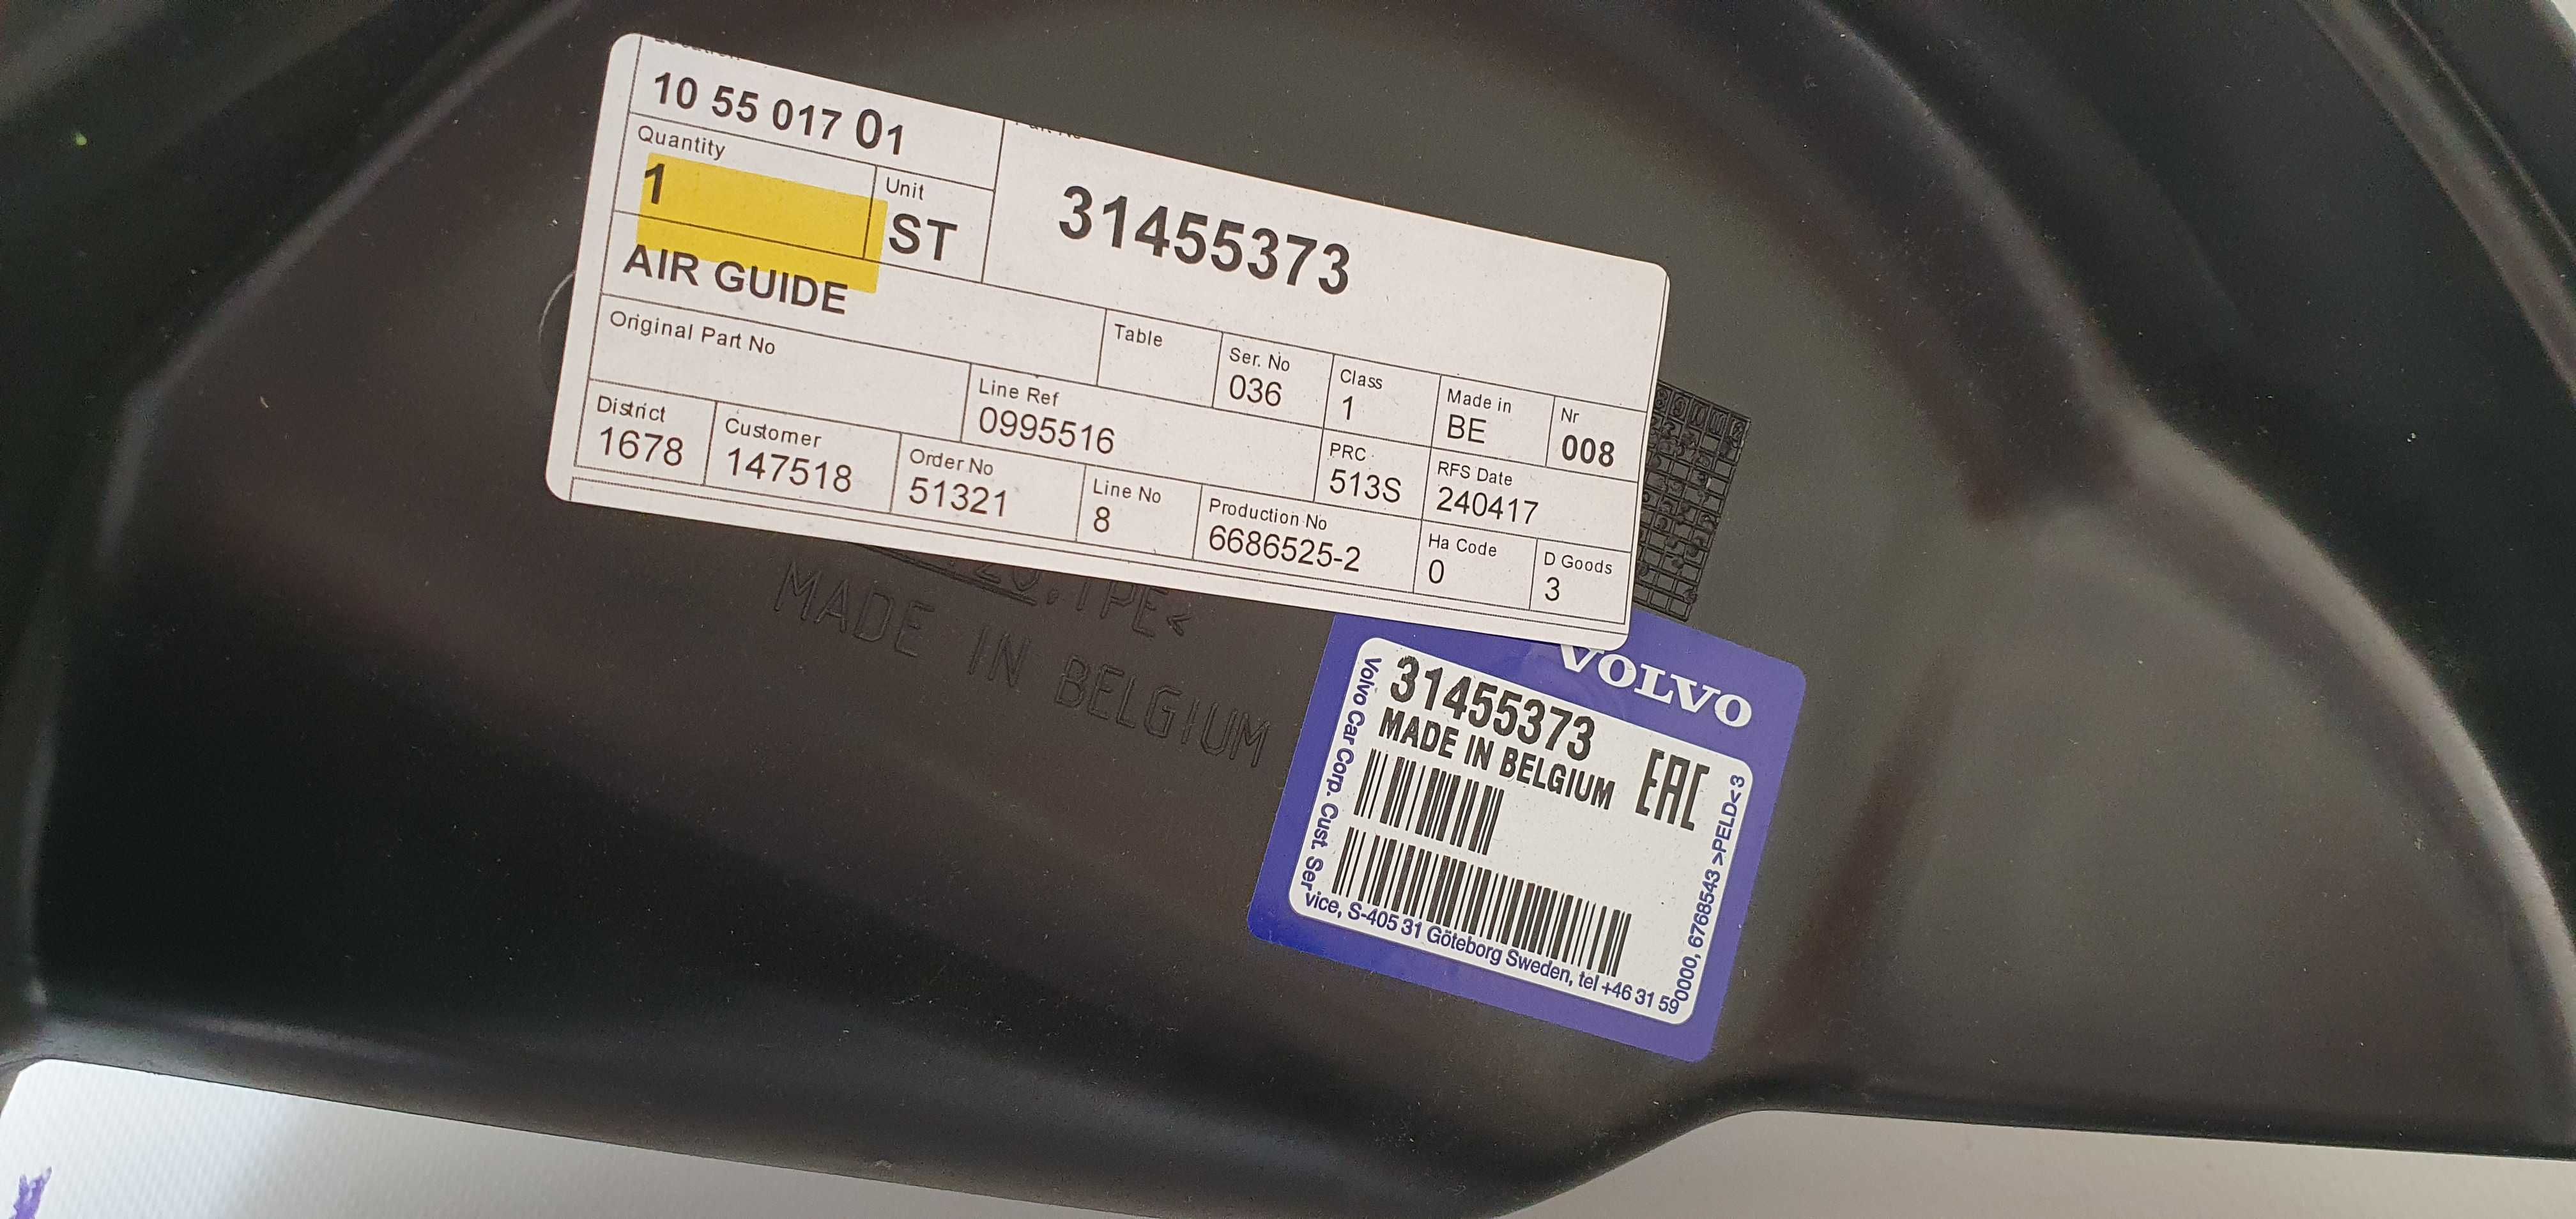 10 55 017 01
Quantity
1
Unit
ST
31455373
AIR GUIDE
Original Part No
Table
Ser. No
036
Class
1
Made in
BE
Nr
008
Line Ref
0995516
PRC
513S
RFS Date
240417
District
1678
Customer
147518
Order No
51321
Line No
8
Production No
6686525-2
Ha Code
0
D Goods
3
MADE IN BELGIUM
VOLVO
31455373
MADE IN BELGIUM
EAC
Volvo Car Corp. Cust. Service, S-405 31 Göteborg Sweden, tel +46 31 590000, 6768543 >PELD< 3